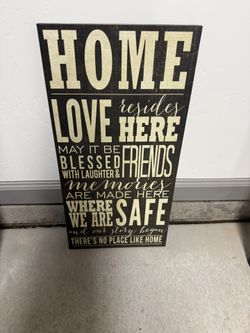 HOME
LOVE resides
HERE
MAY IT BE
BLESSED
WITH LAUGHTER &
FRIENDS
memories
ARE MADE HERE
WHERE
WE ARE
SAFE
and our story began
THERE'S NO PLACE LIKE HOME